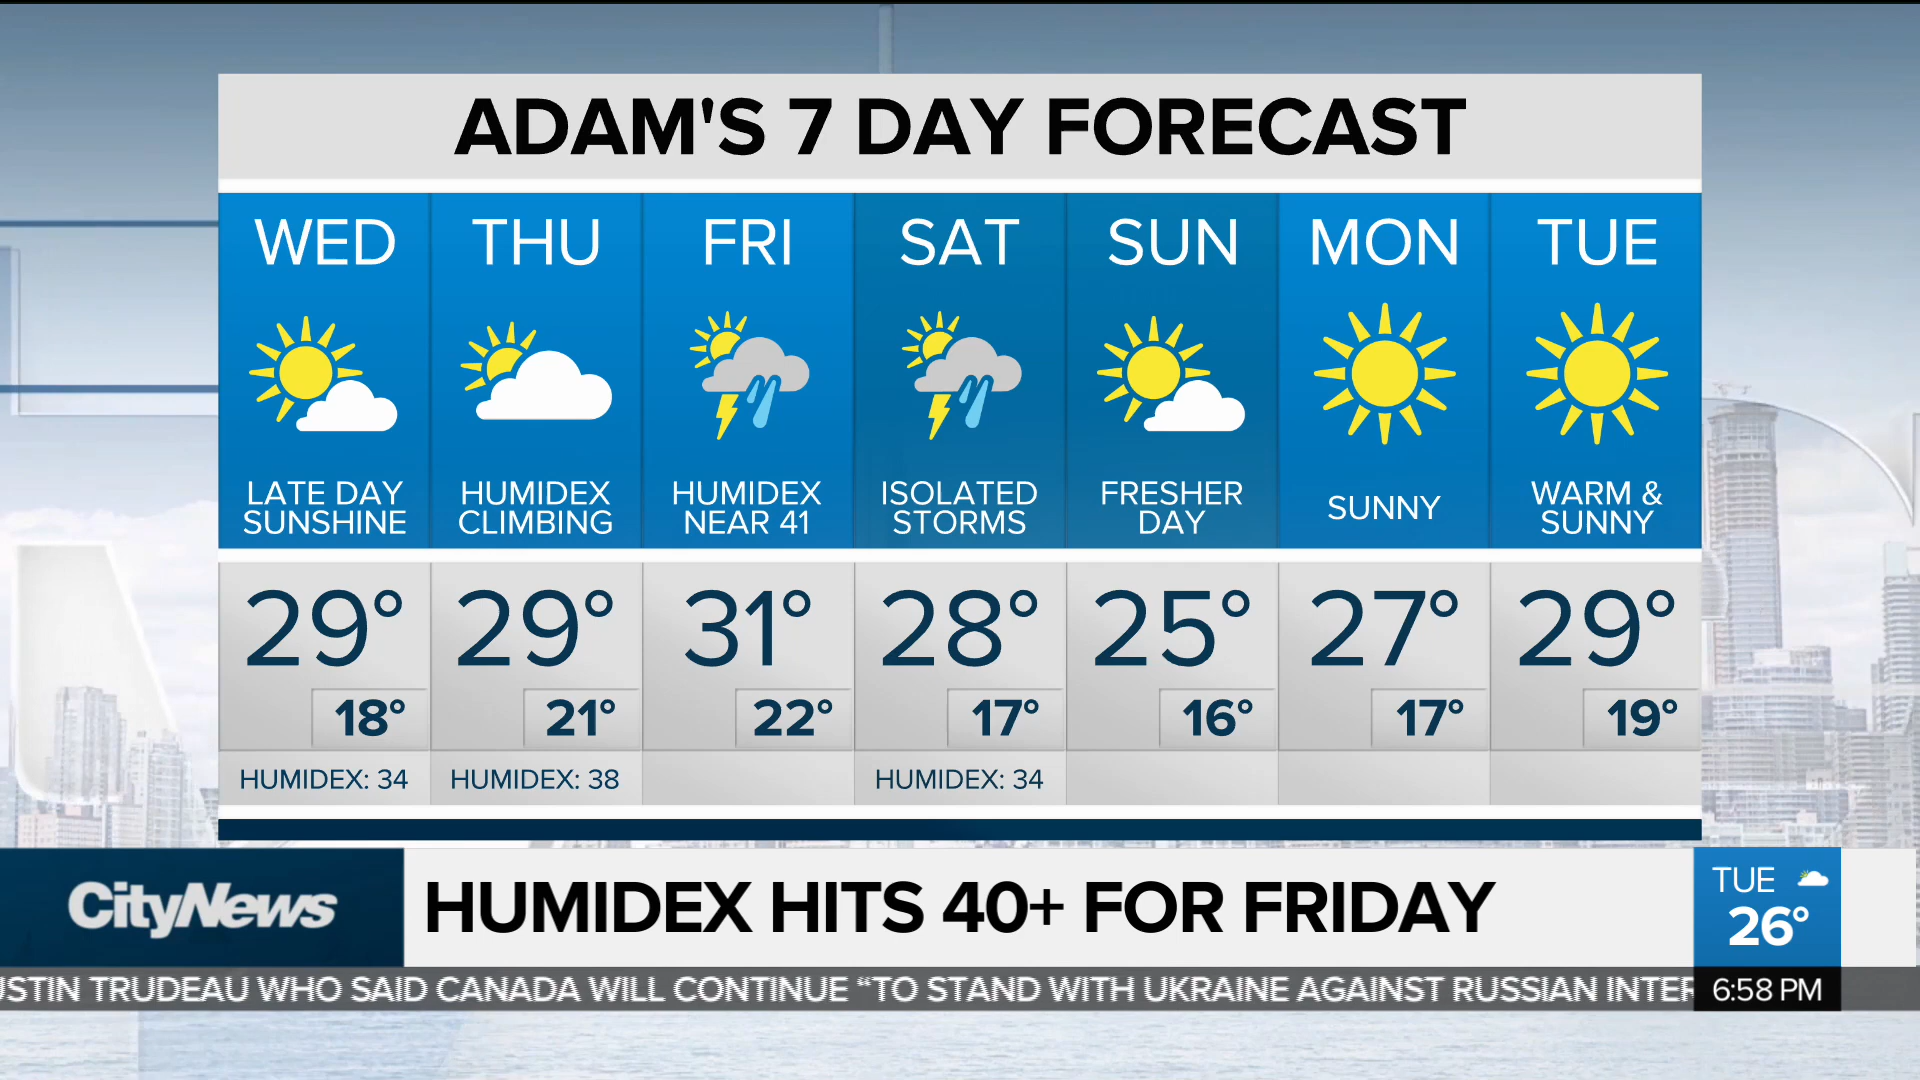 ADAM'S 7 DAY FORECAST
WED
THU
FRI
SAT
SUN
MON
TUE
LATE DAY
SUNSHINE
HUMIDEX
CLIMBING
HUMIDEX
NEAR 41
ISOLATED
STORMS
FRESHER
DAY
SUNNY
WARM &
SUNNY
29°
29°
31°
28°
25°
27°
29°
18°
21°
22°
17°
16°
17°
19°
HUMIDEX: 34
HUMIDEX: 38
HUMIDEX: 34
CityNews
HUMIDEX HITS 40+ FOR FRIDAY
TUE
26°
USTIN TRUDEAU WHO SAID CANADA WILL CONTINUE “TO STAND WITH UKRAINE AGAINST RUSSIAN INTER
6:58 PM